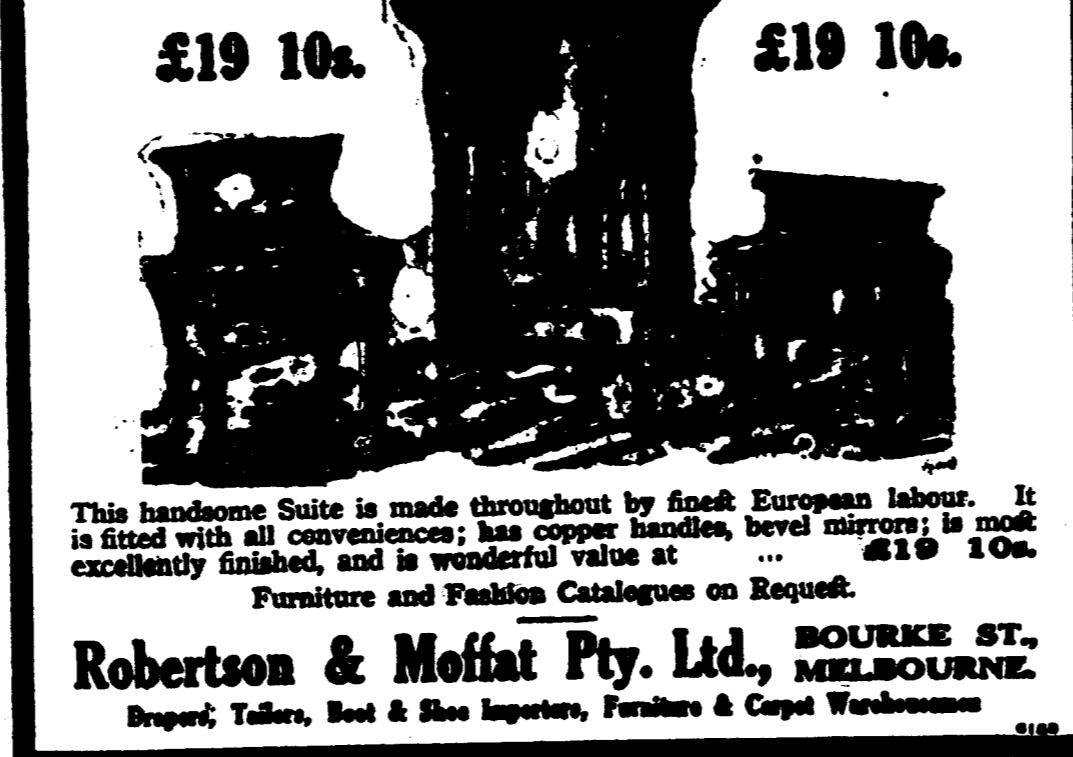 £19 10s. £19 10s.
This handsome Suite is made throughout by finest European labour. It
is fitted with all conveniences; has copper handles, bevel mirrors; is most
excellently finished, and is wonderful value at ... £19 10s.
Furniture and Fashion Catalogues on Request.
Robertson & Moffat Pty. Ltd., BOURKE ST.,
MELBOURNE.
Drapers, Tailors, Boot & Shoe Importers, Furniture & Carpet Warehousemen